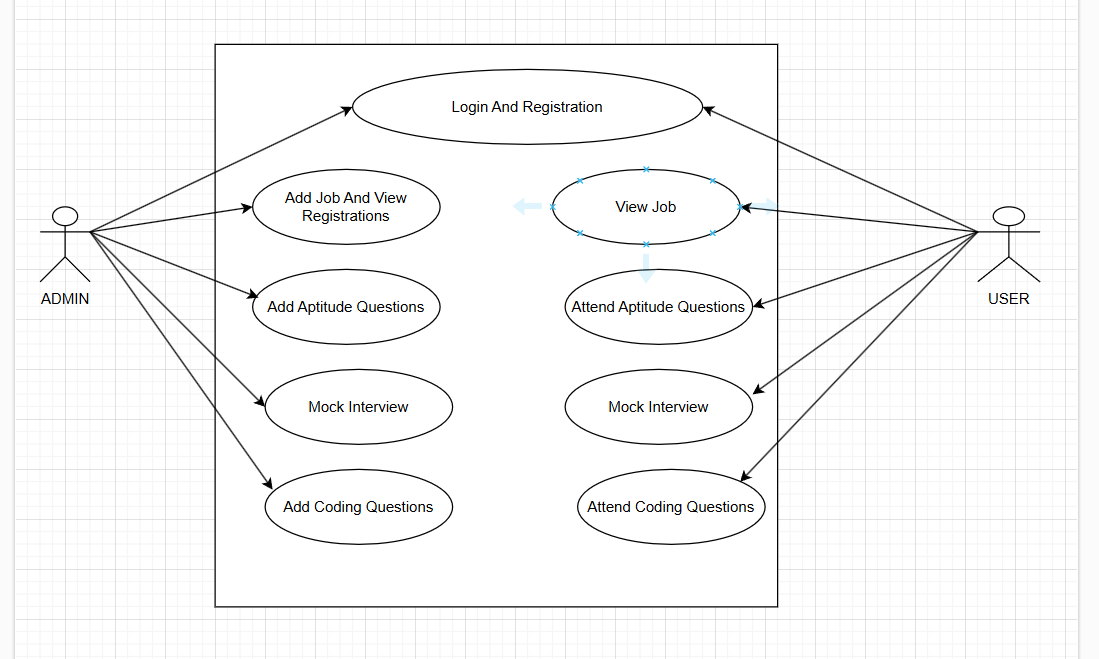 Login And Registration
Add Job And View
Registrations
View Job
ADMIN
USER
Add Aptitude Questions
Attend Aptitude Questions
Mock Interview
Mock Interview
Add Coding Questions
Attend Coding Questions